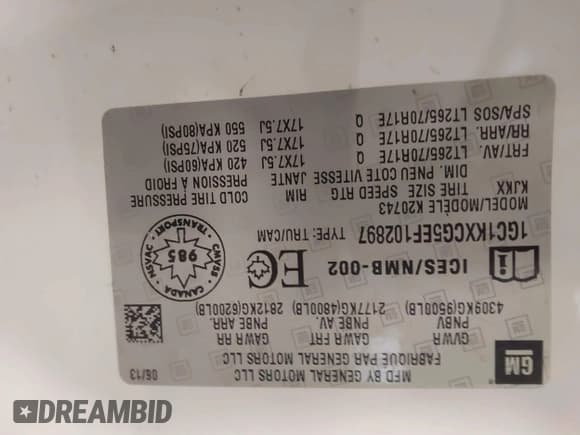 MFD BY GENERAL MOTORS LLC 06/13
FABRIQUE PAR GENERAL MOTORS LLC
GM
GVWR GAWR FRT GAWR RR
PNBV PNBE AV. PNBE ARR.
4309KG(9500LB) 2177KG(4800LB) 2812KG(6200LB)
ICES/NMB-002 EC
NSVAC - TRANSPORT
985
CMVSS - CANADA
1GC1KXCG5EF102897 TYPE: TRU/CAM
MODEL/MODÈLE K20743
KJKX TIRE SIZE SPEED RTG RIM COLD TIRE PRESSURE
DIM. PNEU COTE VITESSE JANTE PRESSION À FROID
FRT/AV. LT265/70R17E Q 17X7.5J 420 KPA(60PSI)
RR/ARR. LT265/70R17E Q 17X7.5J 520 KPA(75PSI)
SPA/SOS LT265/70R17E Q 17X7.5J 550 KPA(80PSI)
DREAMBID